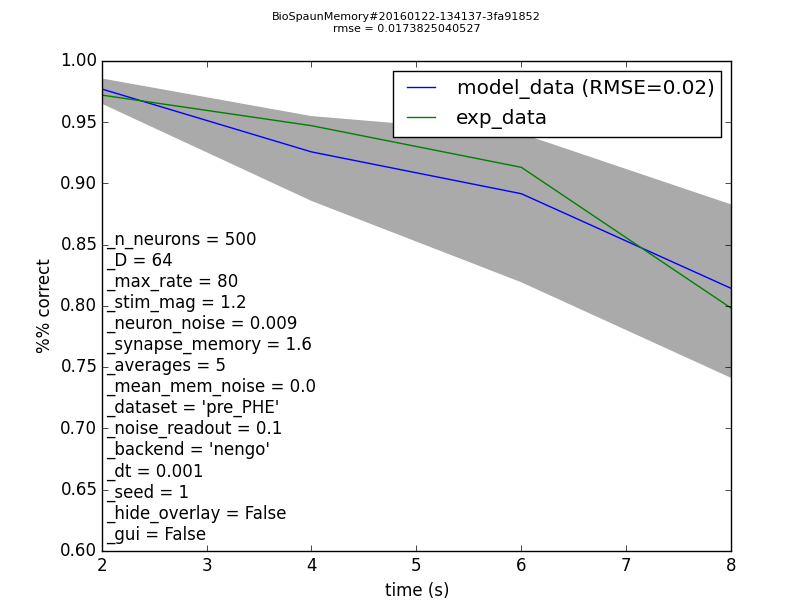 BioSpaunMemory#20160122-134137-3fa91852
rmse = 0.0173825040527
1.00
0.95
0.90
0.85
0.80
0.75
0.70
0.65
0.60
%% correct
model_data (RMSE=0.02)
exp_data
_n_neurons = 500
_D = 64
_max_rate = 80
_stim_mag = 1.2
_neuron_noise = 0.009
_synapse_memory = 1.6
_averages = 5
_mean_mem_noise = 0.0
_dataset = 'pre_PHE'
_noise_readout = 0.1
_backend = 'nengo'
_dt = 0.001
_seed = 1
_hide_overlay = False
_gui = False
2 3 4 5 6 7 8
time (s)